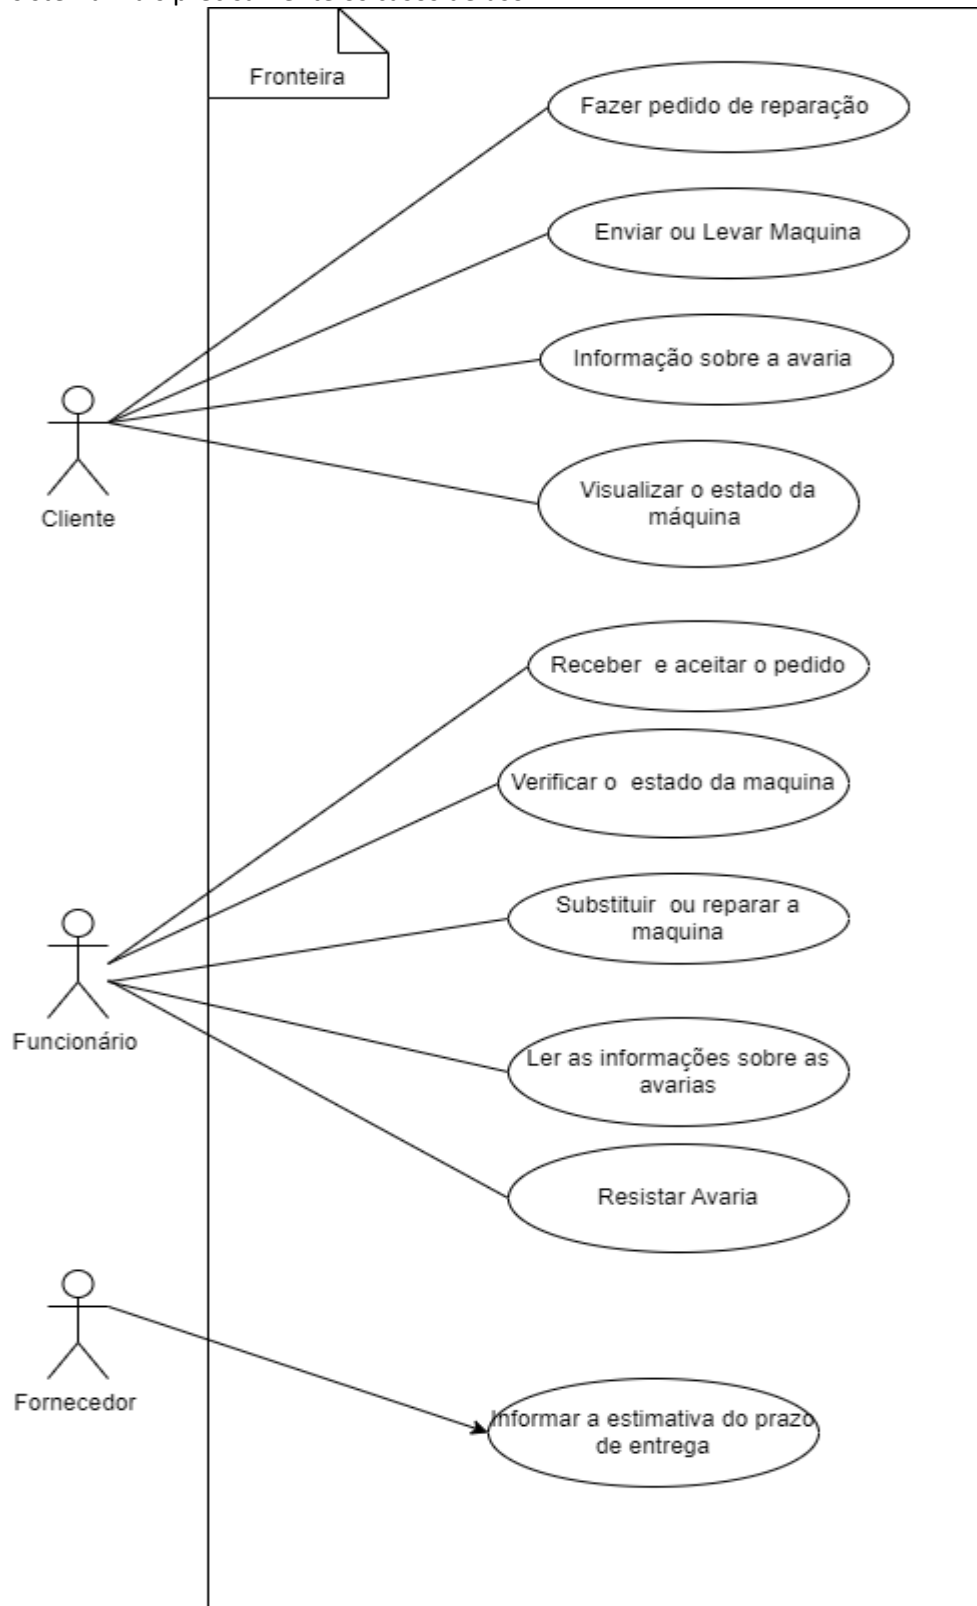 Fronteira
Fazer pedido de reparação
Enviar ou Levar Maquina
Informação sobre a avaria
Visualizar o estado da
máquina
Cliente
Receber e aceitar o pedido
Verificar o estado da maquina
Substituir ou reparar a
maquina
Funcionário
Ler as informações sobre as
avarias
Resistar Avaria
Fornecedor
Informar a estimativa do prazo
de entrega